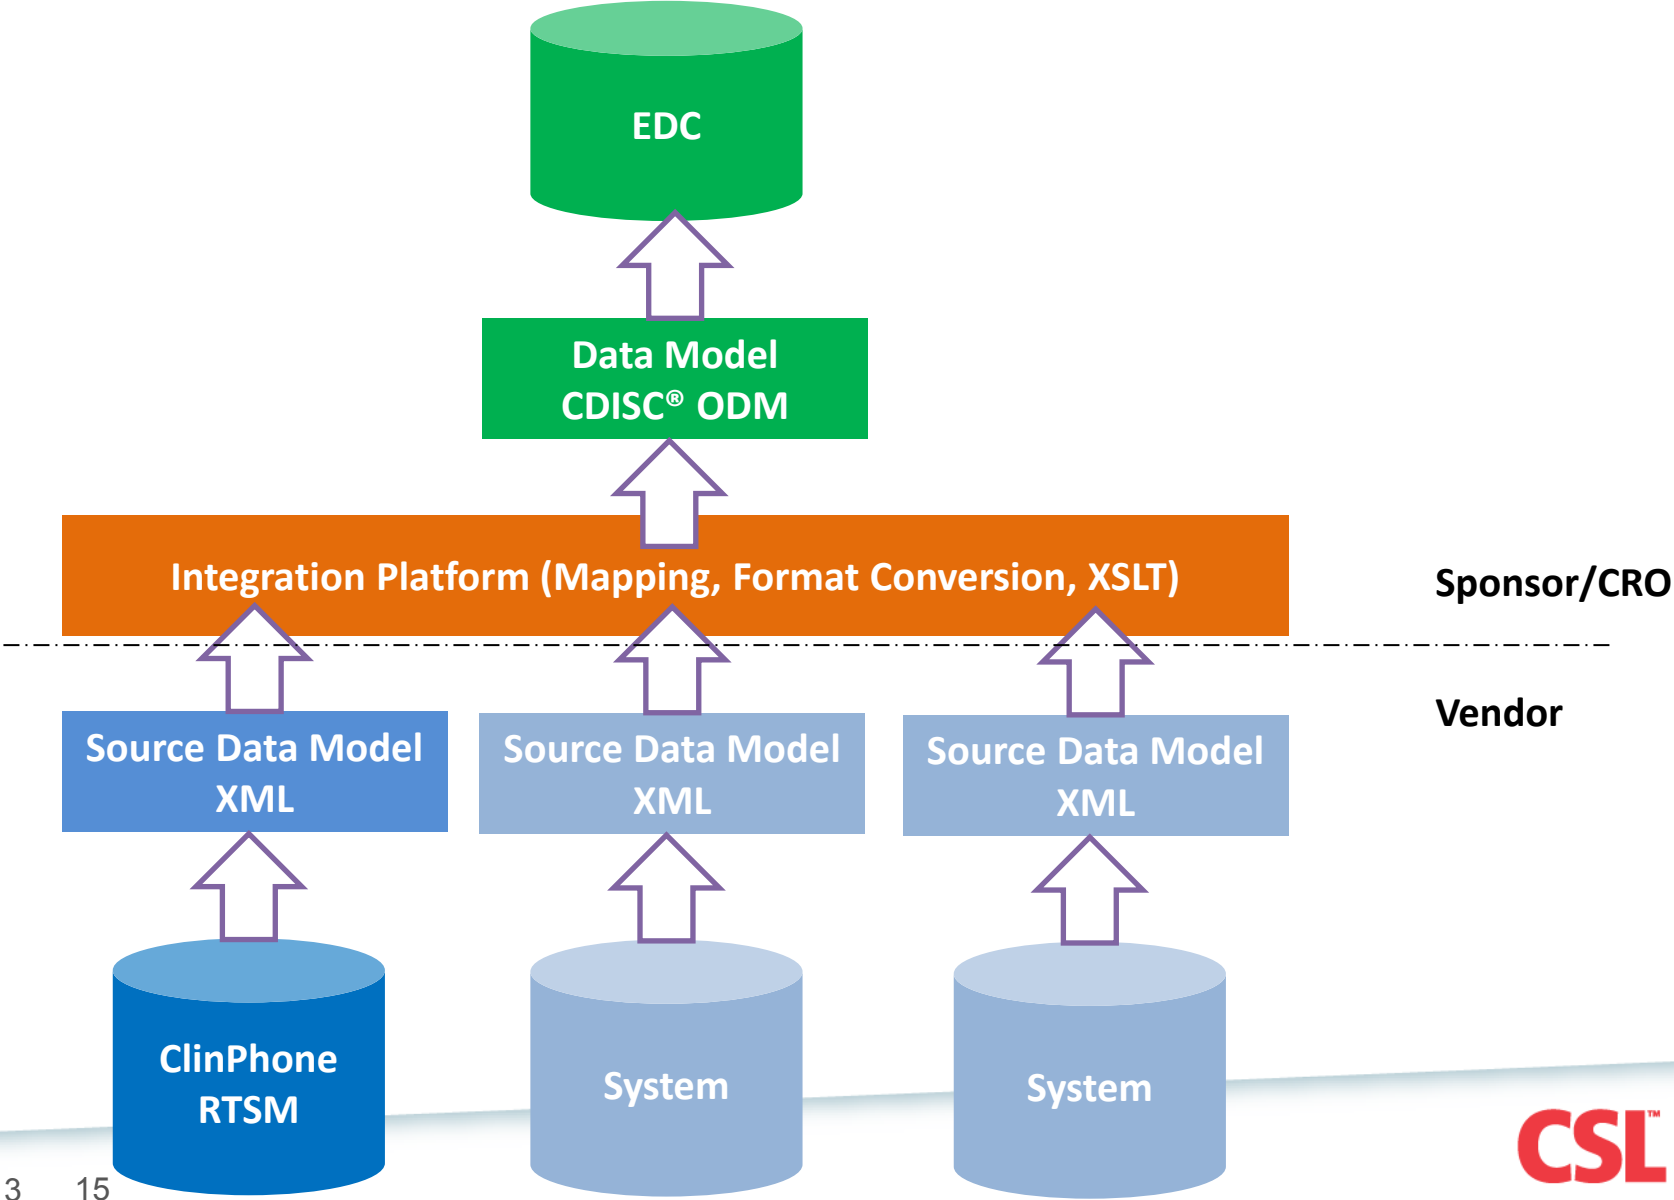 EDC
Data Model
CDISC® ODM
Integration Platform (Mapping, Format Conversion, XSLT)
Sponsor/CRO
Vendor
Source Data Model
XML
Source Data Model
XML
Source Data Model
XML
ClinPhone
RTSM
System
System
CSL™
3 15